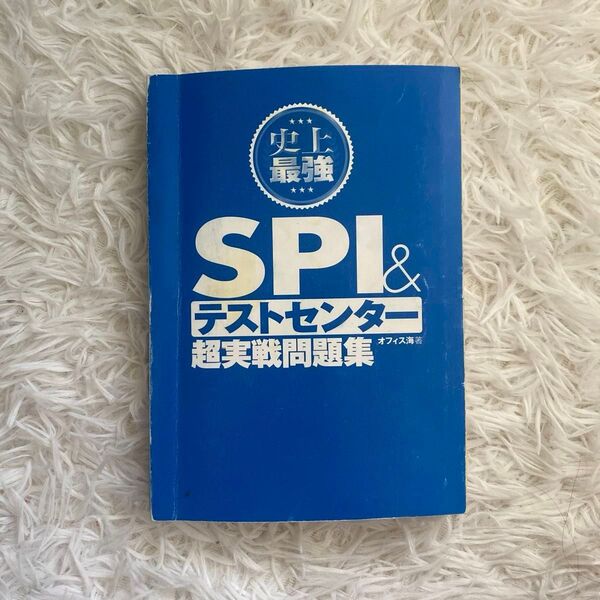 史上
最強
SPI&
テストセンター
超実戦問題集
オフィス海 著